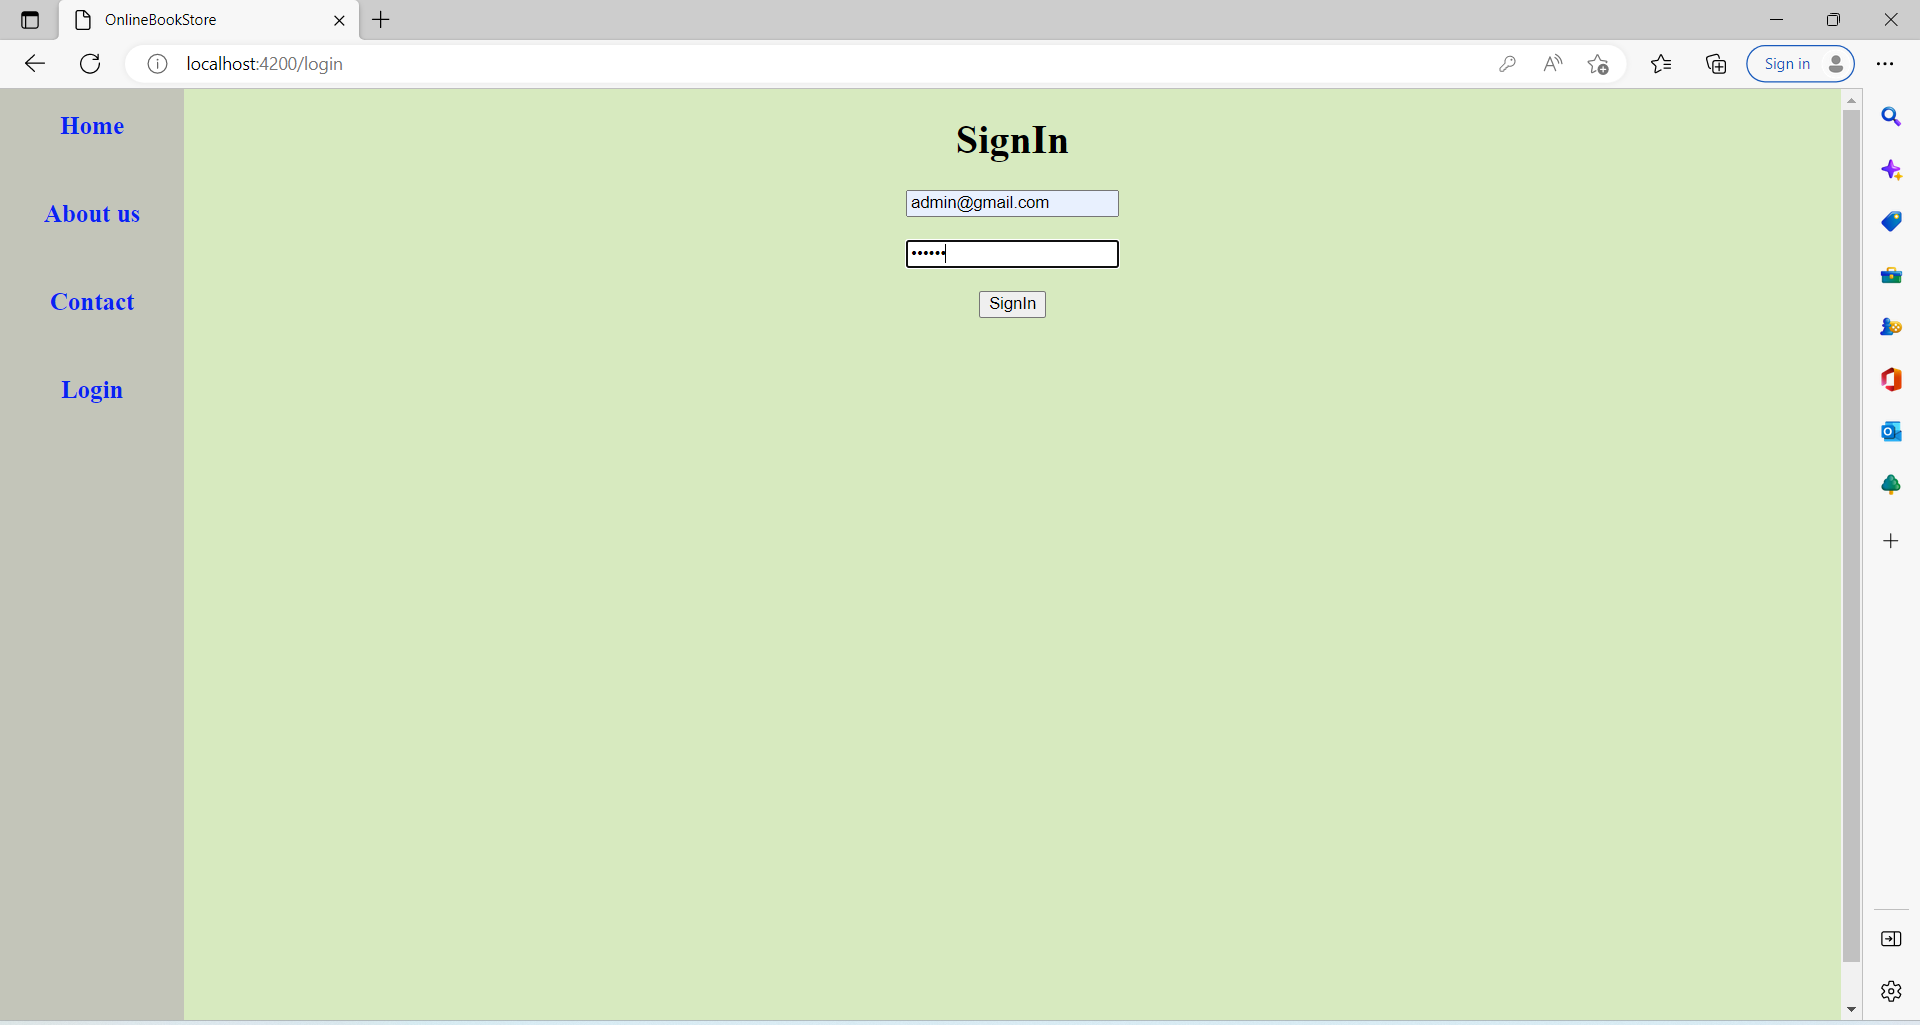 OnlineBookStore
localhost:4200/login
Sign in
Home
About us
Contact
Login
SignIn
admin@gmail.com
••••••
SignIn